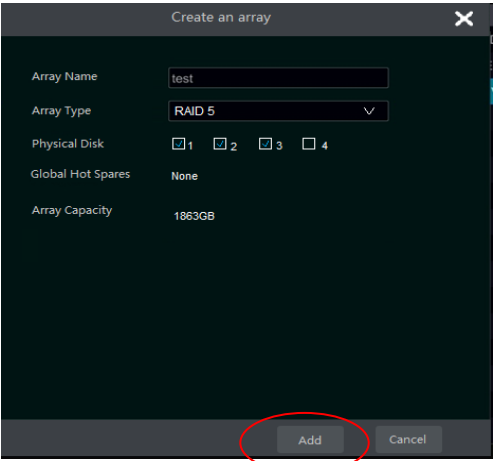 Create an array
Array Name test
Array Type RAID 5
Physical Disk 1 2 3 4
Global Hot Spares None
Array Capacity 1863GB
Add Cancel